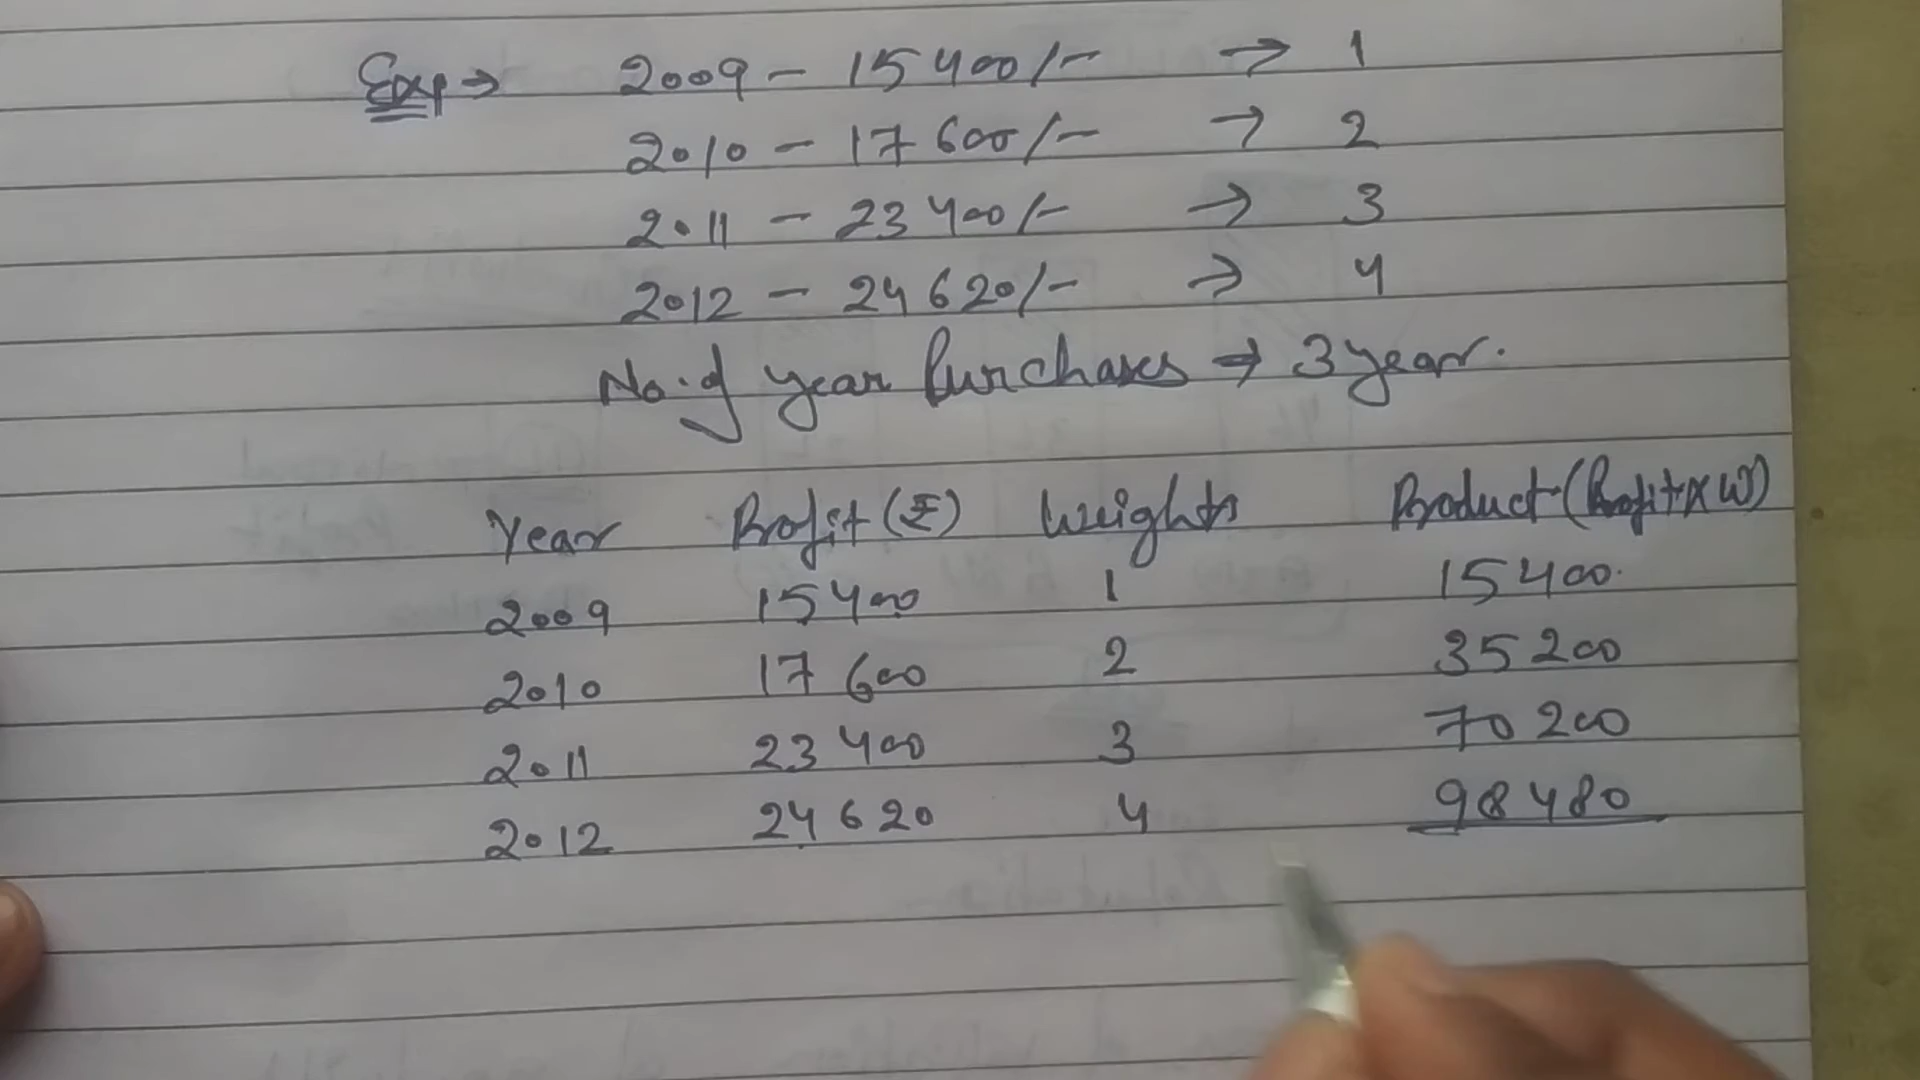 Exp → 2009 - 15400/- → 1
2010 - 17600/- → 2
2011 - 23400/- → 3
2012 - 24620/- → 4
No. of year Purchases → 3 year.
Year Profit (₹) Weights Product (Profit x W)
2009 15400 1 15400.
2010 17600 2 35200
2011 23400 3 70200
2012 24620 4 98480